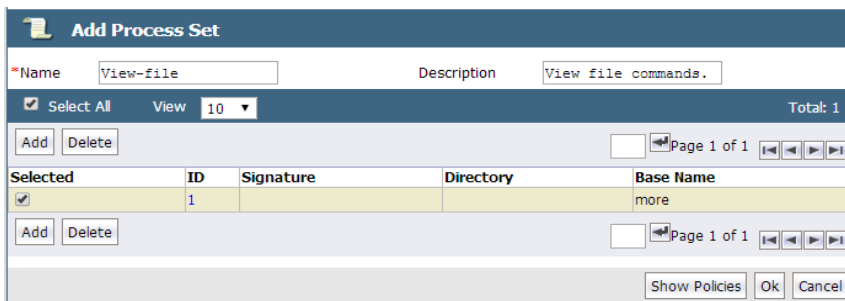 Add Process Set
*Name View-file Description View file commands.
Select All View 10 Total: 1
Add Delete Page 1 of 1
Selected ID Signature Directory Base Name
1 more
Add Delete Page 1 of 1
Show Policies Ok Cancel